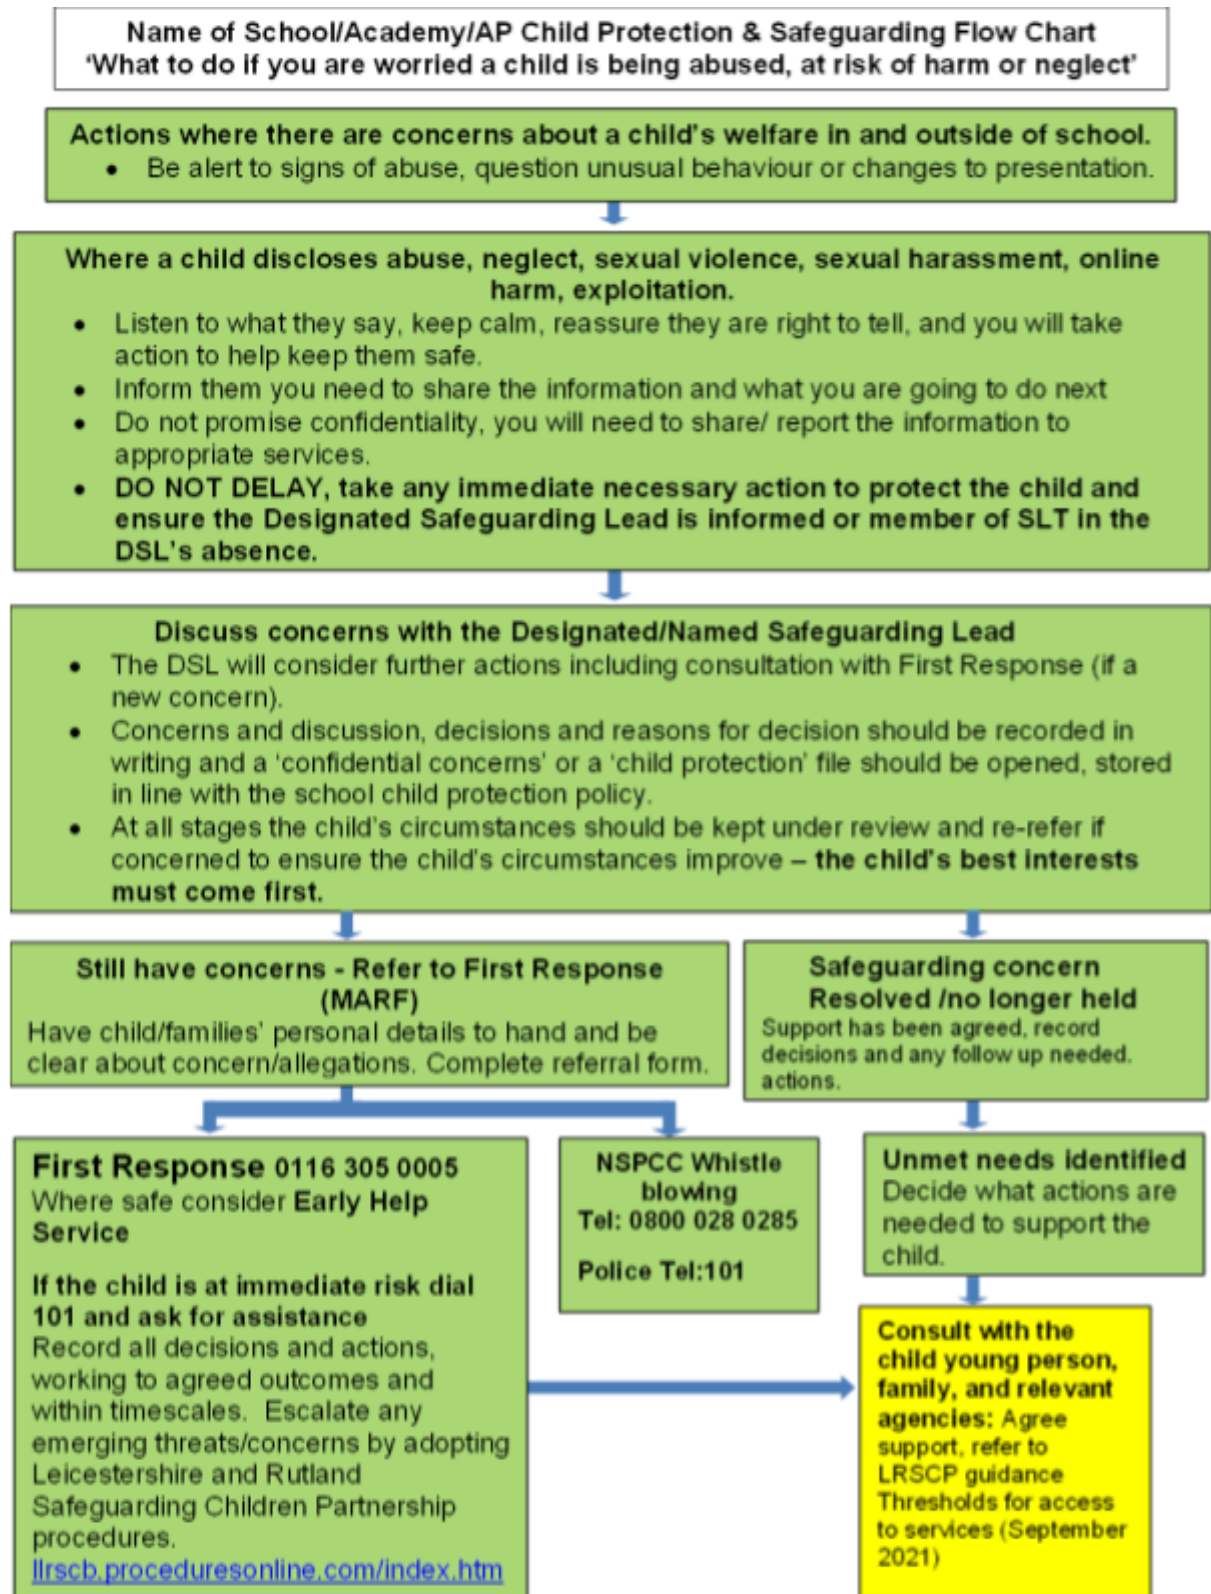 Name of School/Academy/AP Child Protection & Safeguarding Flow Chart
‘What to do if you are worried a child is being abused, at risk of harm or neglect’
Actions where there are concerns about a child’s welfare in and outside of school.
• Be alert to signs of abuse, question unusual behaviour or changes to presentation.
Where a child discloses abuse, neglect, sexual violence, sexual harassment, online
harm, exploitation.
• Listen to what they say, keep calm, reassure they are right to tell, and you will take
action to help keep them safe.
• Inform them you need to share the information and what you are going to do next
• Do not promise confidentiality, you will need to share/ report the information to
appropriate services.
• DO NOT DELAY, take any immediate necessary action to protect the child and
ensure the Designated Safeguarding Lead is informed or member of SLT in the
DSL’s absence.
Discuss concerns with the Designated/Named Safeguarding Lead
• The DSL will consider further actions including consultation with First Response (if a
new concern).
• Concerns and discussion, decisions and reasons for decision should be recorded in
writing and a ‘confidential concerns’ or a ‘child protection’ file should be opened, stored
in line with the school child protection policy.
• At all stages the child’s circumstances should be kept under review and re-refer if
concerned to ensure the child’s circumstances improve – the child’s best interests
must come first.
Still have concerns - Refer to First Response
(MARF)
Have child/families’ personal details to hand and be
clear about concern/allegations. Complete referral form.
Safeguarding concern
Resolved /no longer held
Support has been agreed, record
decisions and any follow up needed.
actions.
First Response 0116 305 0005
Where safe consider Early Help
Service
If the child is at immediate risk dial
101 and ask for assistance
Record all decisions and actions,
working to agreed outcomes and
within timescales. Escalate any
emerging threats/concerns by adopting
Leicestershire and Rutland
Safeguarding Children Partnership
procedures.
llrscb.proceduresonline.com/index.htm
NSPCC Whistle
blowing
Tel: 0800 028 0285
Police Tel:101
Unmet needs identified
Decide what actions are
needed to support the
child.
Consult with the
child young person,
family, and relevant
agencies: Agree
support, refer to
LRSCP guidance
Thresholds for access
to services (September
2021)